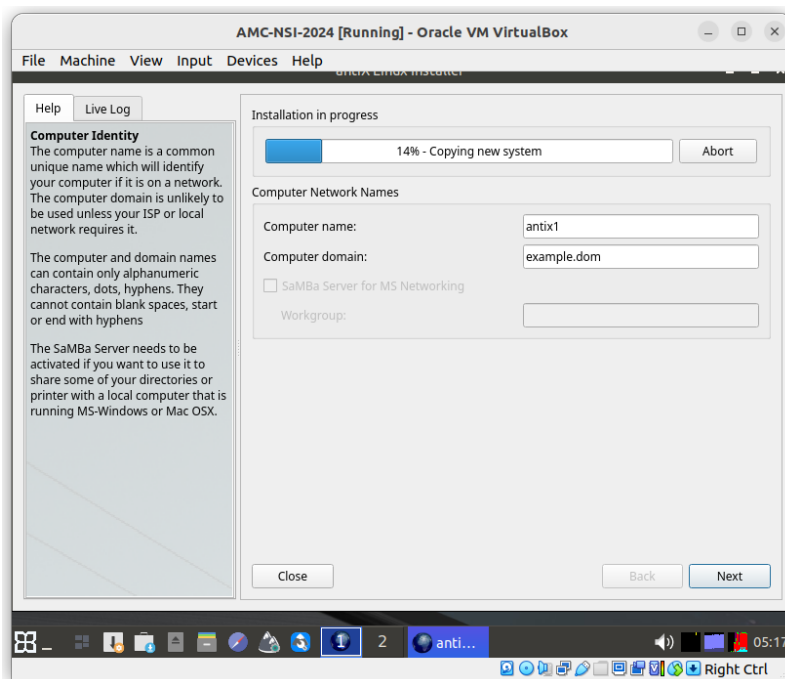 AMC-NSI-2024 [Running] - Oracle VM VirtualBox
File Machine View Input Devices Help
antiX Linux Installer
Help Live Log
Computer Identity
The computer name is a common
unique name which will identify
your computer if it is on a network.
The computer domain is unlikely to
be used unless your ISP or local
network requires it.
The computer and domain names
can contain only alphanumeric
characters, dots, hyphens. They
cannot contain blank spaces, start
or end with hyphens
The SaMBa Server needs to be
activated if you want to use it to
share some of your directories or
printer with a local computer that is
running MS-Windows or Mac OSX.
Installation in progress
14% - Copying new system Abort
Computer Network Names
Computer name: antix1
Computer domain: example.dom
SaMBa Server for MS Networking
Workgroup:
Close Back Next
1 2 anti... 05:17
Right Ctrl